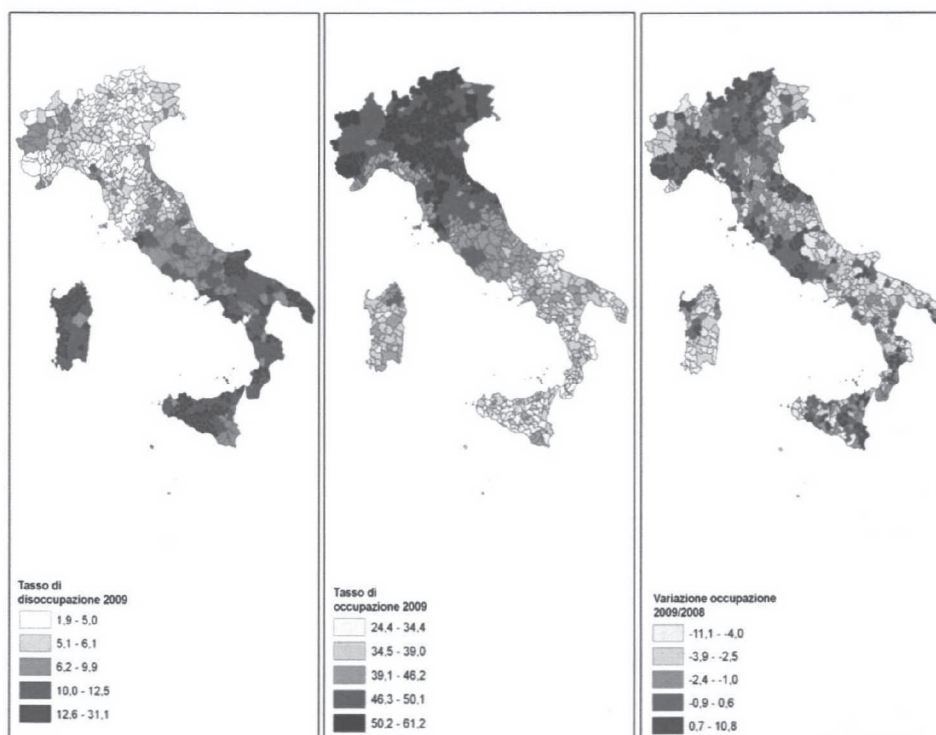 Tasso di
disoccupazione 2009
1,9 - 5,0
5,1 - 6,1
6,2 - 9,9
10,0 - 12,5
12,6 - 31,1
Tasso di
occupazione 2009
24,4 - 34,4
34,5 - 39,0
39,1 - 46,2
46,3 - 50,1
50,2 - 61,2
Variazione occupazione
2009/2008
-11,1 - -4,0
-3,9 - -2,5
-2,4 - -1,0
-0,9 - 0,6
0,7 - 10,8